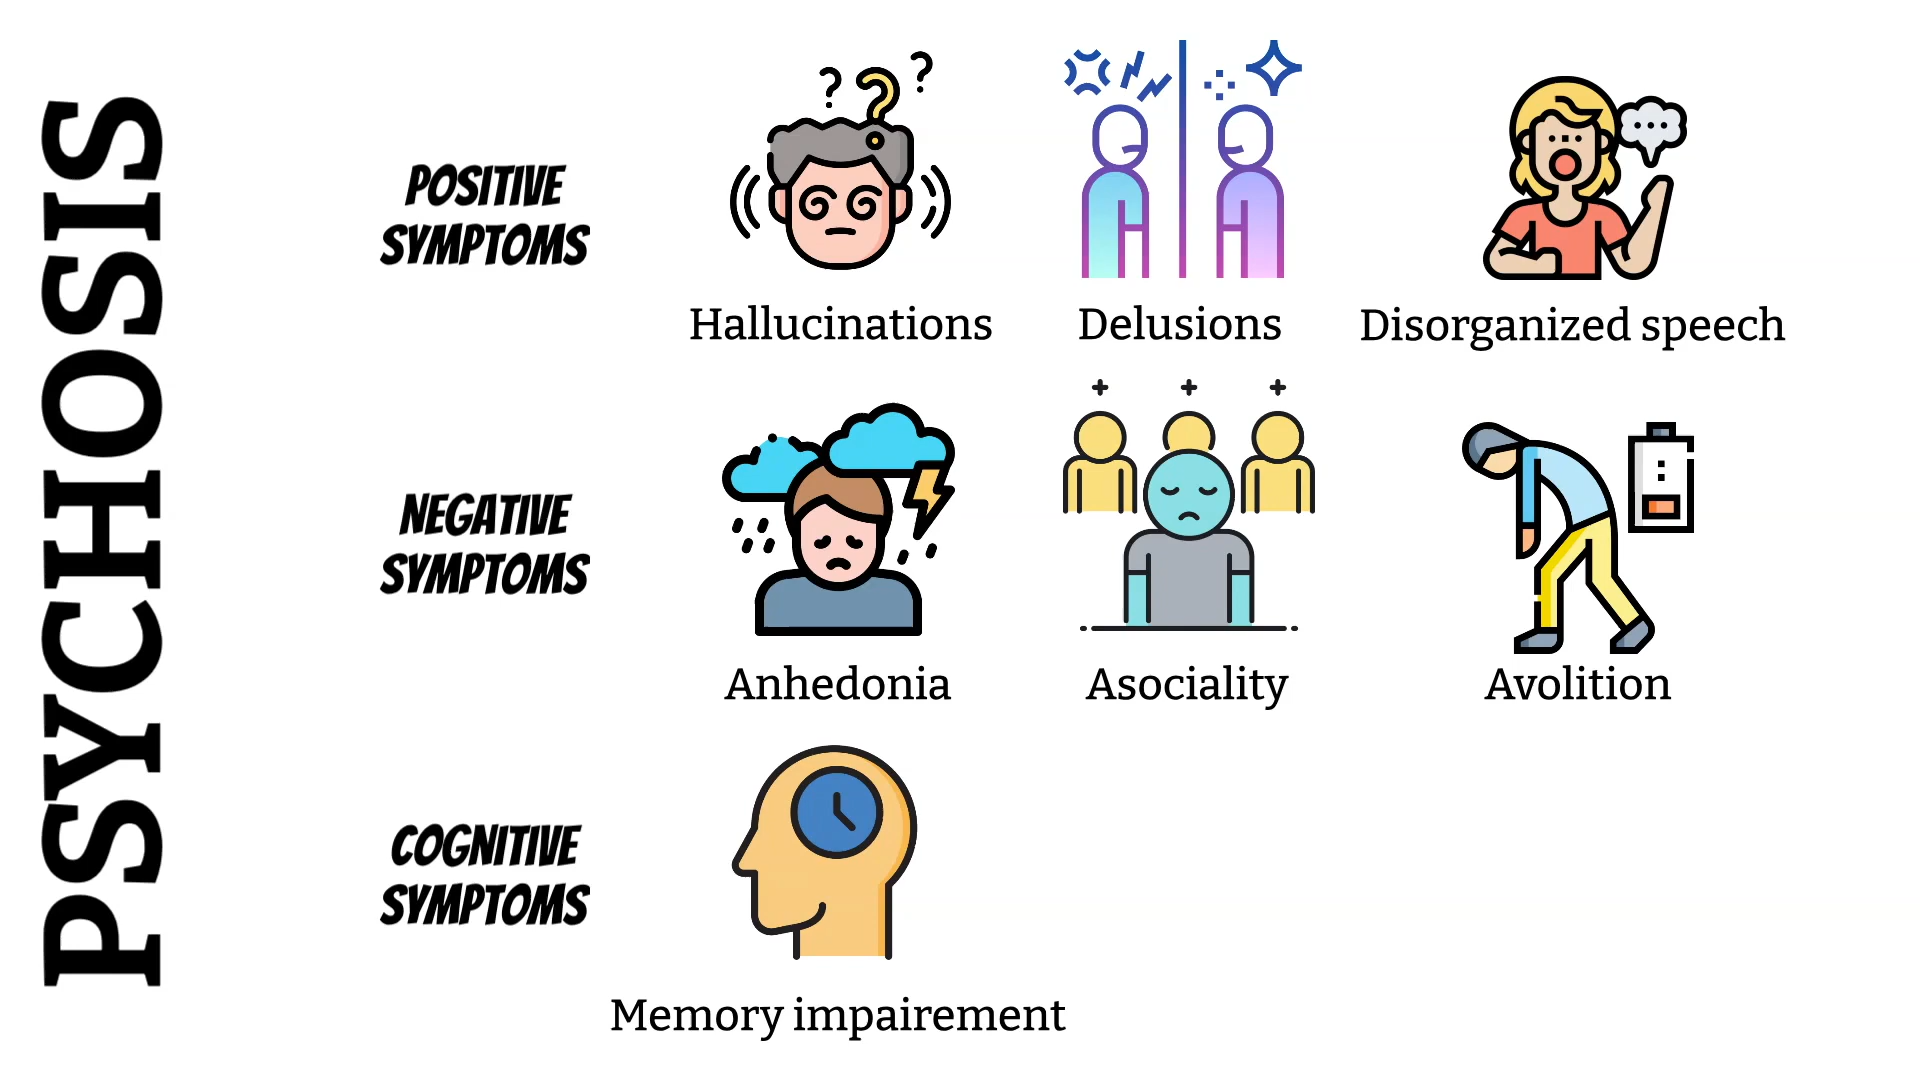 PSYCHOSIS
POSITIVE
SYMPTOMS
Hallucinations
Delusions
Disorganized speech
NEGATIVE
SYMPTOMS
Anhedonia
Asociality
Avolition
COGNITIVE
SYMPTOMS
Memory impairement